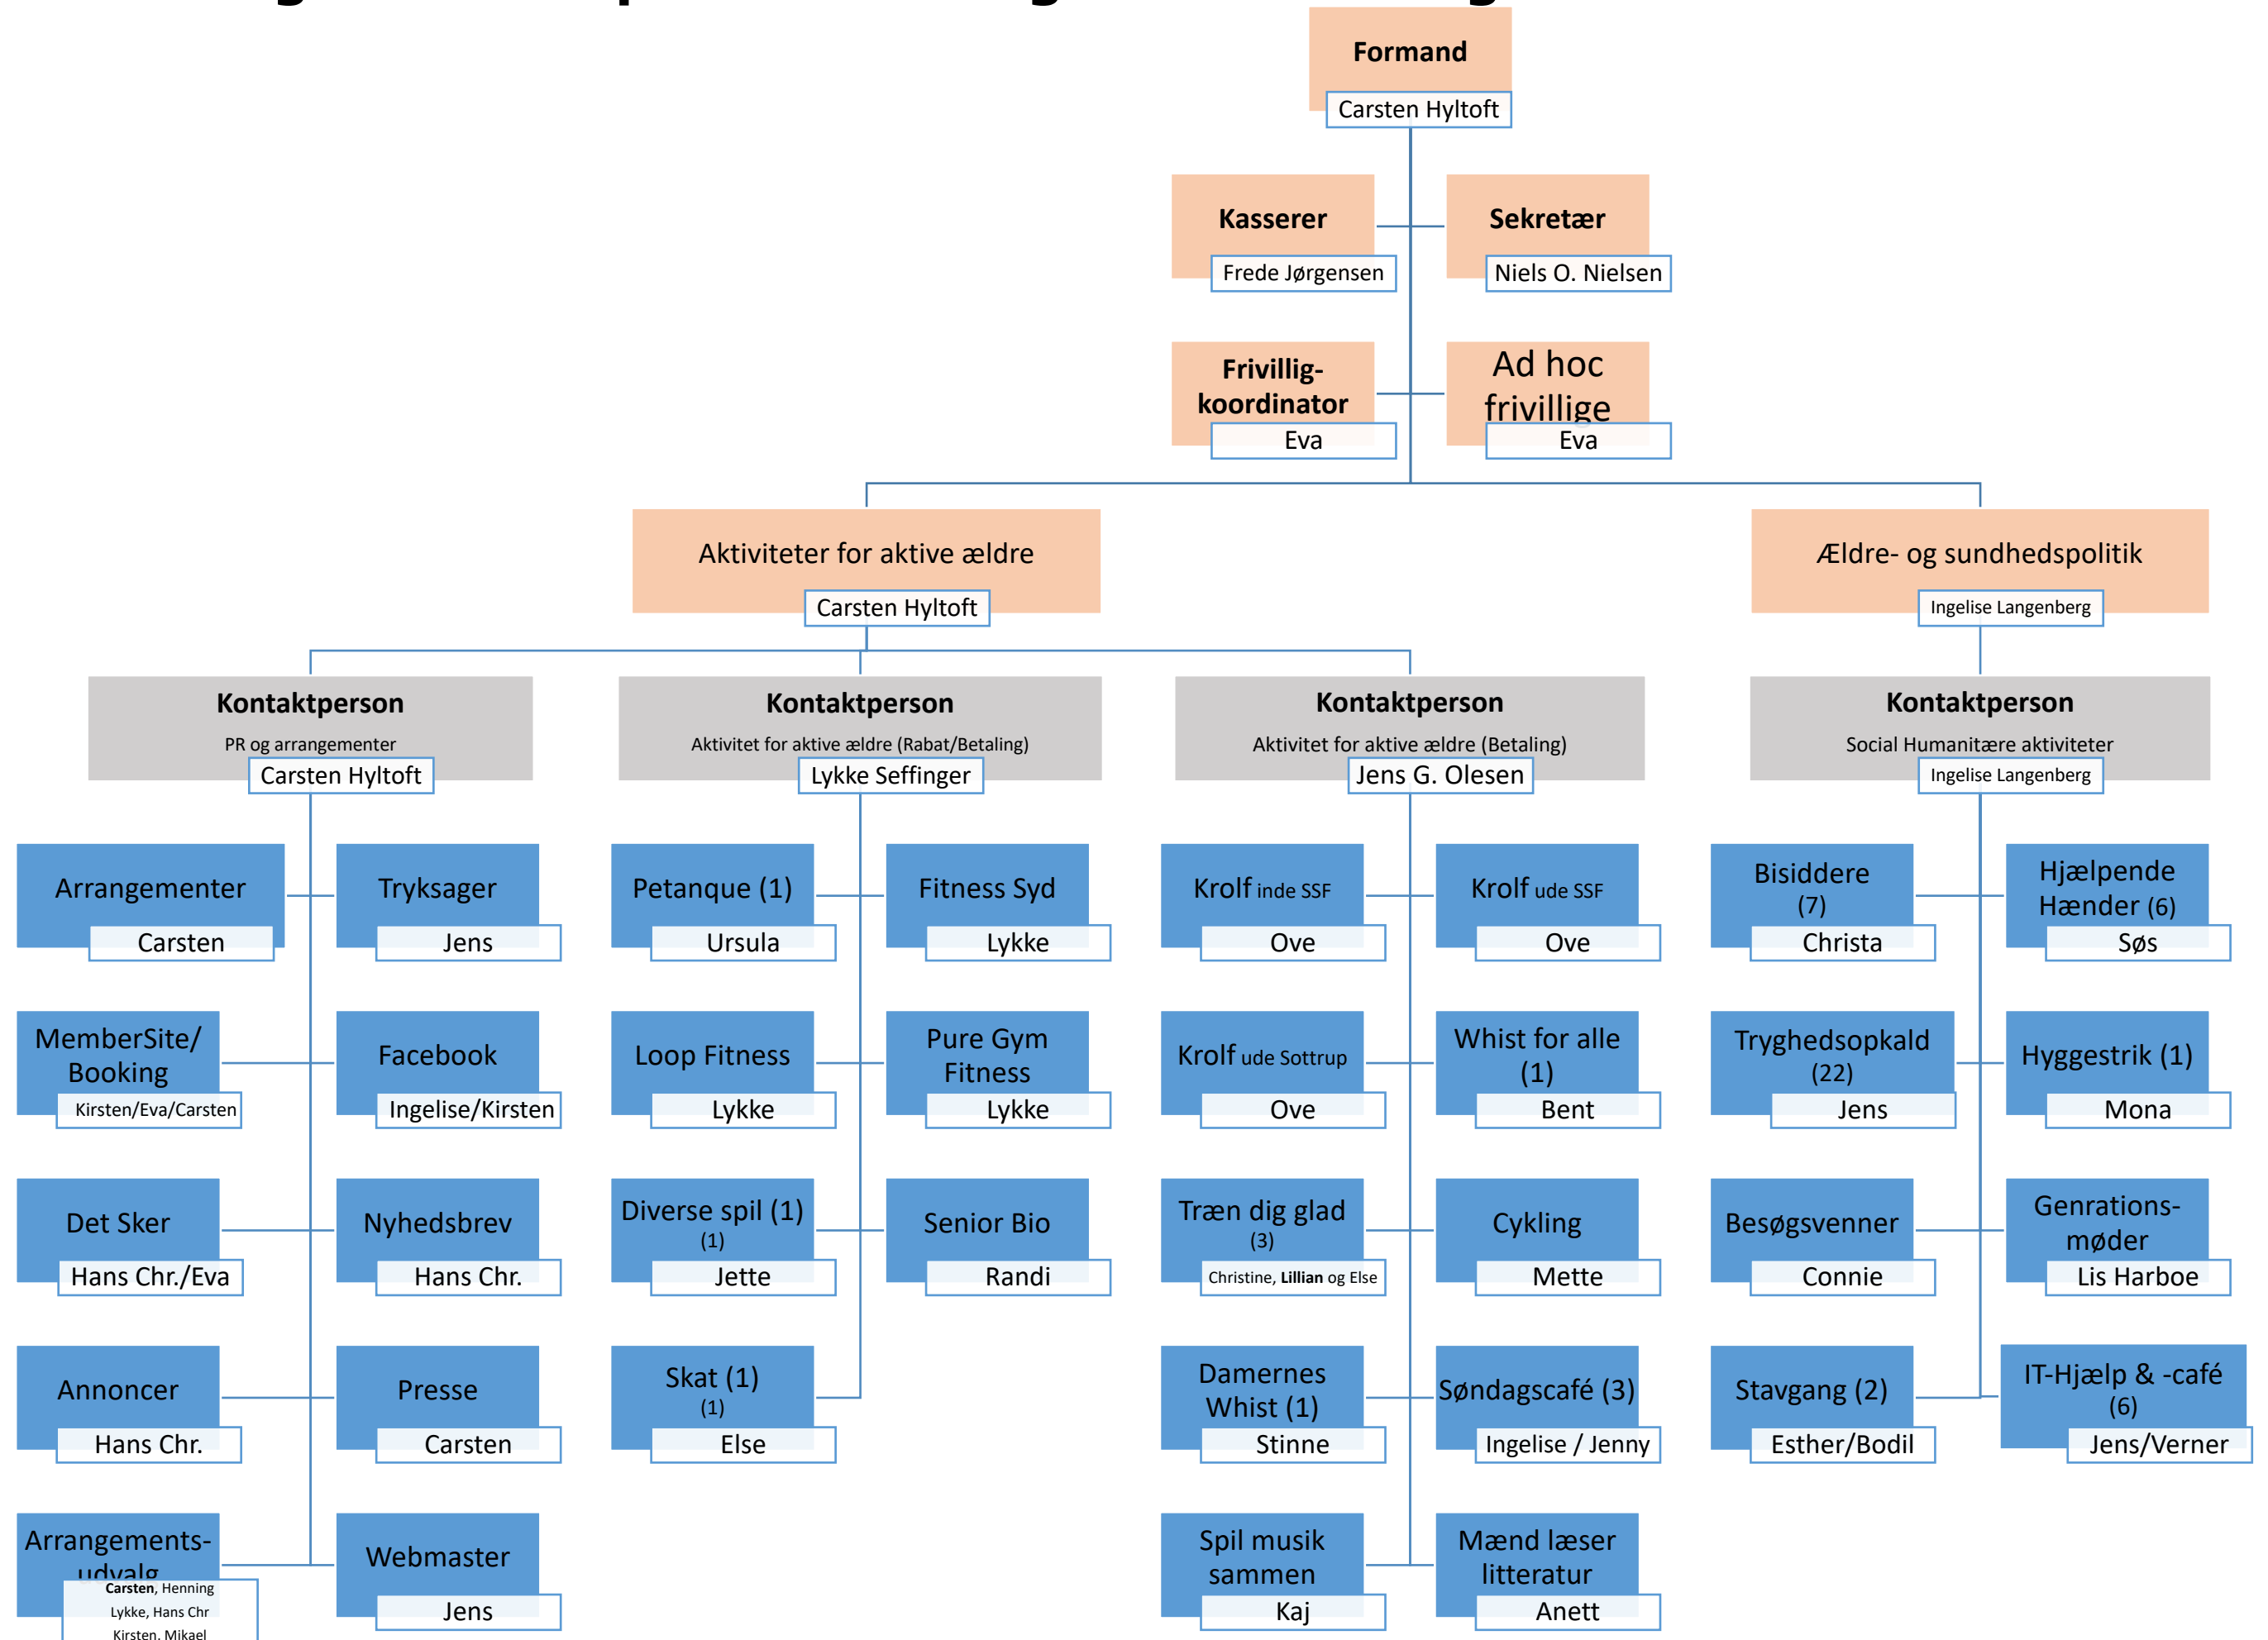 Formand
Carsten Hyltoft
Kasserer
Frede Jørgensen
Sekretær
Niels O. Nielsen
Frivillig-
koordinator
Eva
Ad hoc
frivillige
Eva
Aktiviteter for aktive ældre
Carsten Hyltoft
Ældre- og sundhedspolitik
Ingelise Langenberg
Kontaktperson
PR og arrangementer
Carsten Hyltoft
Kontaktperson
Aktivitet for aktive ældre (Rabat/Betaling)
Lykke Seffinger
Kontaktperson
Aktivitet for aktive ældre (Betaling)
Jens G. Olesen
Kontaktperson
Social Humanitære aktiviteter
Ingelise Langenberg
Arrangementer
Carsten
Tryksager
Jens
MemberSite/
Booking
Kirsten/Eva/Carsten
Facebook
Ingelise/Kirsten
Det Sker
Hans Chr./Eva
Nyhedsbrev
Hans Chr.
Annoncer
Hans Chr.
Presse
Carsten
Arrangements-
udvalg
Carsten, Henning
Lykke, Hans Chr
Kirsten, Mikael
Webmaster
Jens
Petanque (1)
Ursula
Fitness Syd
Lykke
Loop Fitness
Lykke
Pure Gym
Fitness
Lykke
Diverse spil (1)
(1)
Jette
Senior Bio
Randi
Skat (1)
(1)
Else
Krolf inde SSF
Ove
Krolf ude SSF
Ove
Krolf ude Sottrup
Ove
Whist for alle
(1)
Bent
Træn dig glad
(3)
Christine, Lillian og Else
Cykling
Mette
Damernes
Whist (1)
Stinne
Søndagscafé (3)
Ingelise / Jenny
Spil musik
sammen
Kaj
Mænd læser
litteratur
Anett
Bisiddere
(7)
Christa
Hjælpende
Hænder (6)
Søs
Tryghedsopkald
(22)
Jens
Hyggestrik (1)
Mona
Besøgsvenner
Connie
Genrations-
møder
Lis Harboe
Stavgang (2)
Esther/Bodil
IT-Hjælp & -café
(6)
Jens/Verner